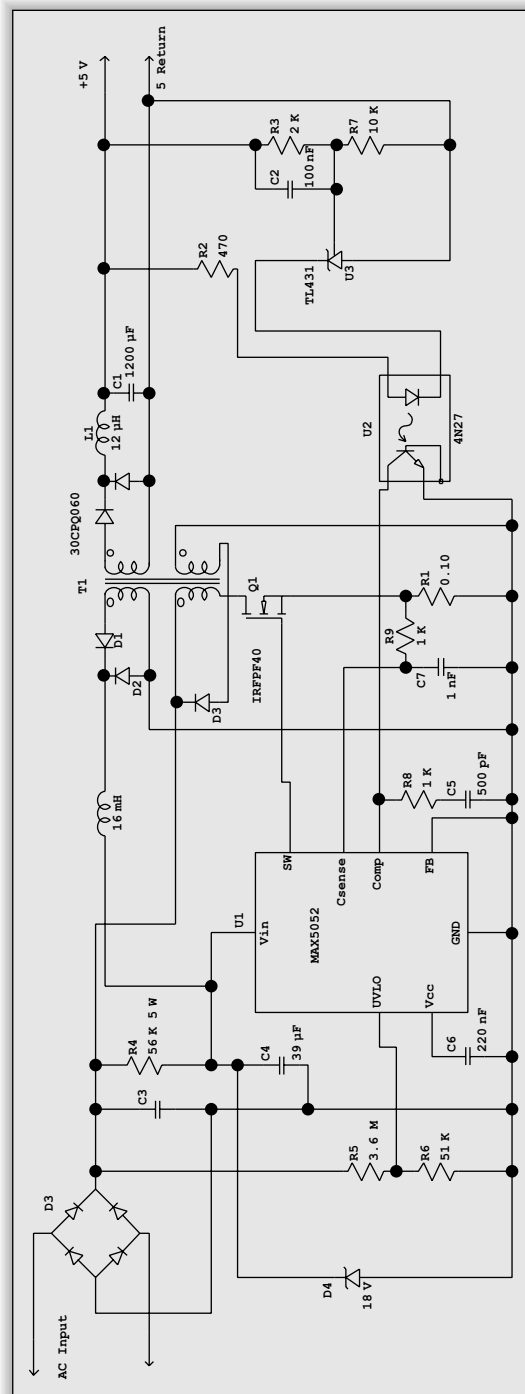 AC Input
D3
C3
R4
56 K 5 W
16 mH
D2
D1
T1
30CPQ060
L1
12 µH
C1
1200 µF
+5 V
5 Return
D4
18 V
R5
3.6 M
R6
51 K
C4
39 µF
C6
220 nF
U1
Vin
MAX5052
UVLO
Vcc
GND
SW
Csense
Comp
FB
R8
1 K
C5
500 pF
D3
IRFPF40
Q1
R9
1 K
C7
1 nF
R1
0.10
U2
4N27
R2
470
TL431
U3
C2
100 nF
R3
2 K
R7
10 K